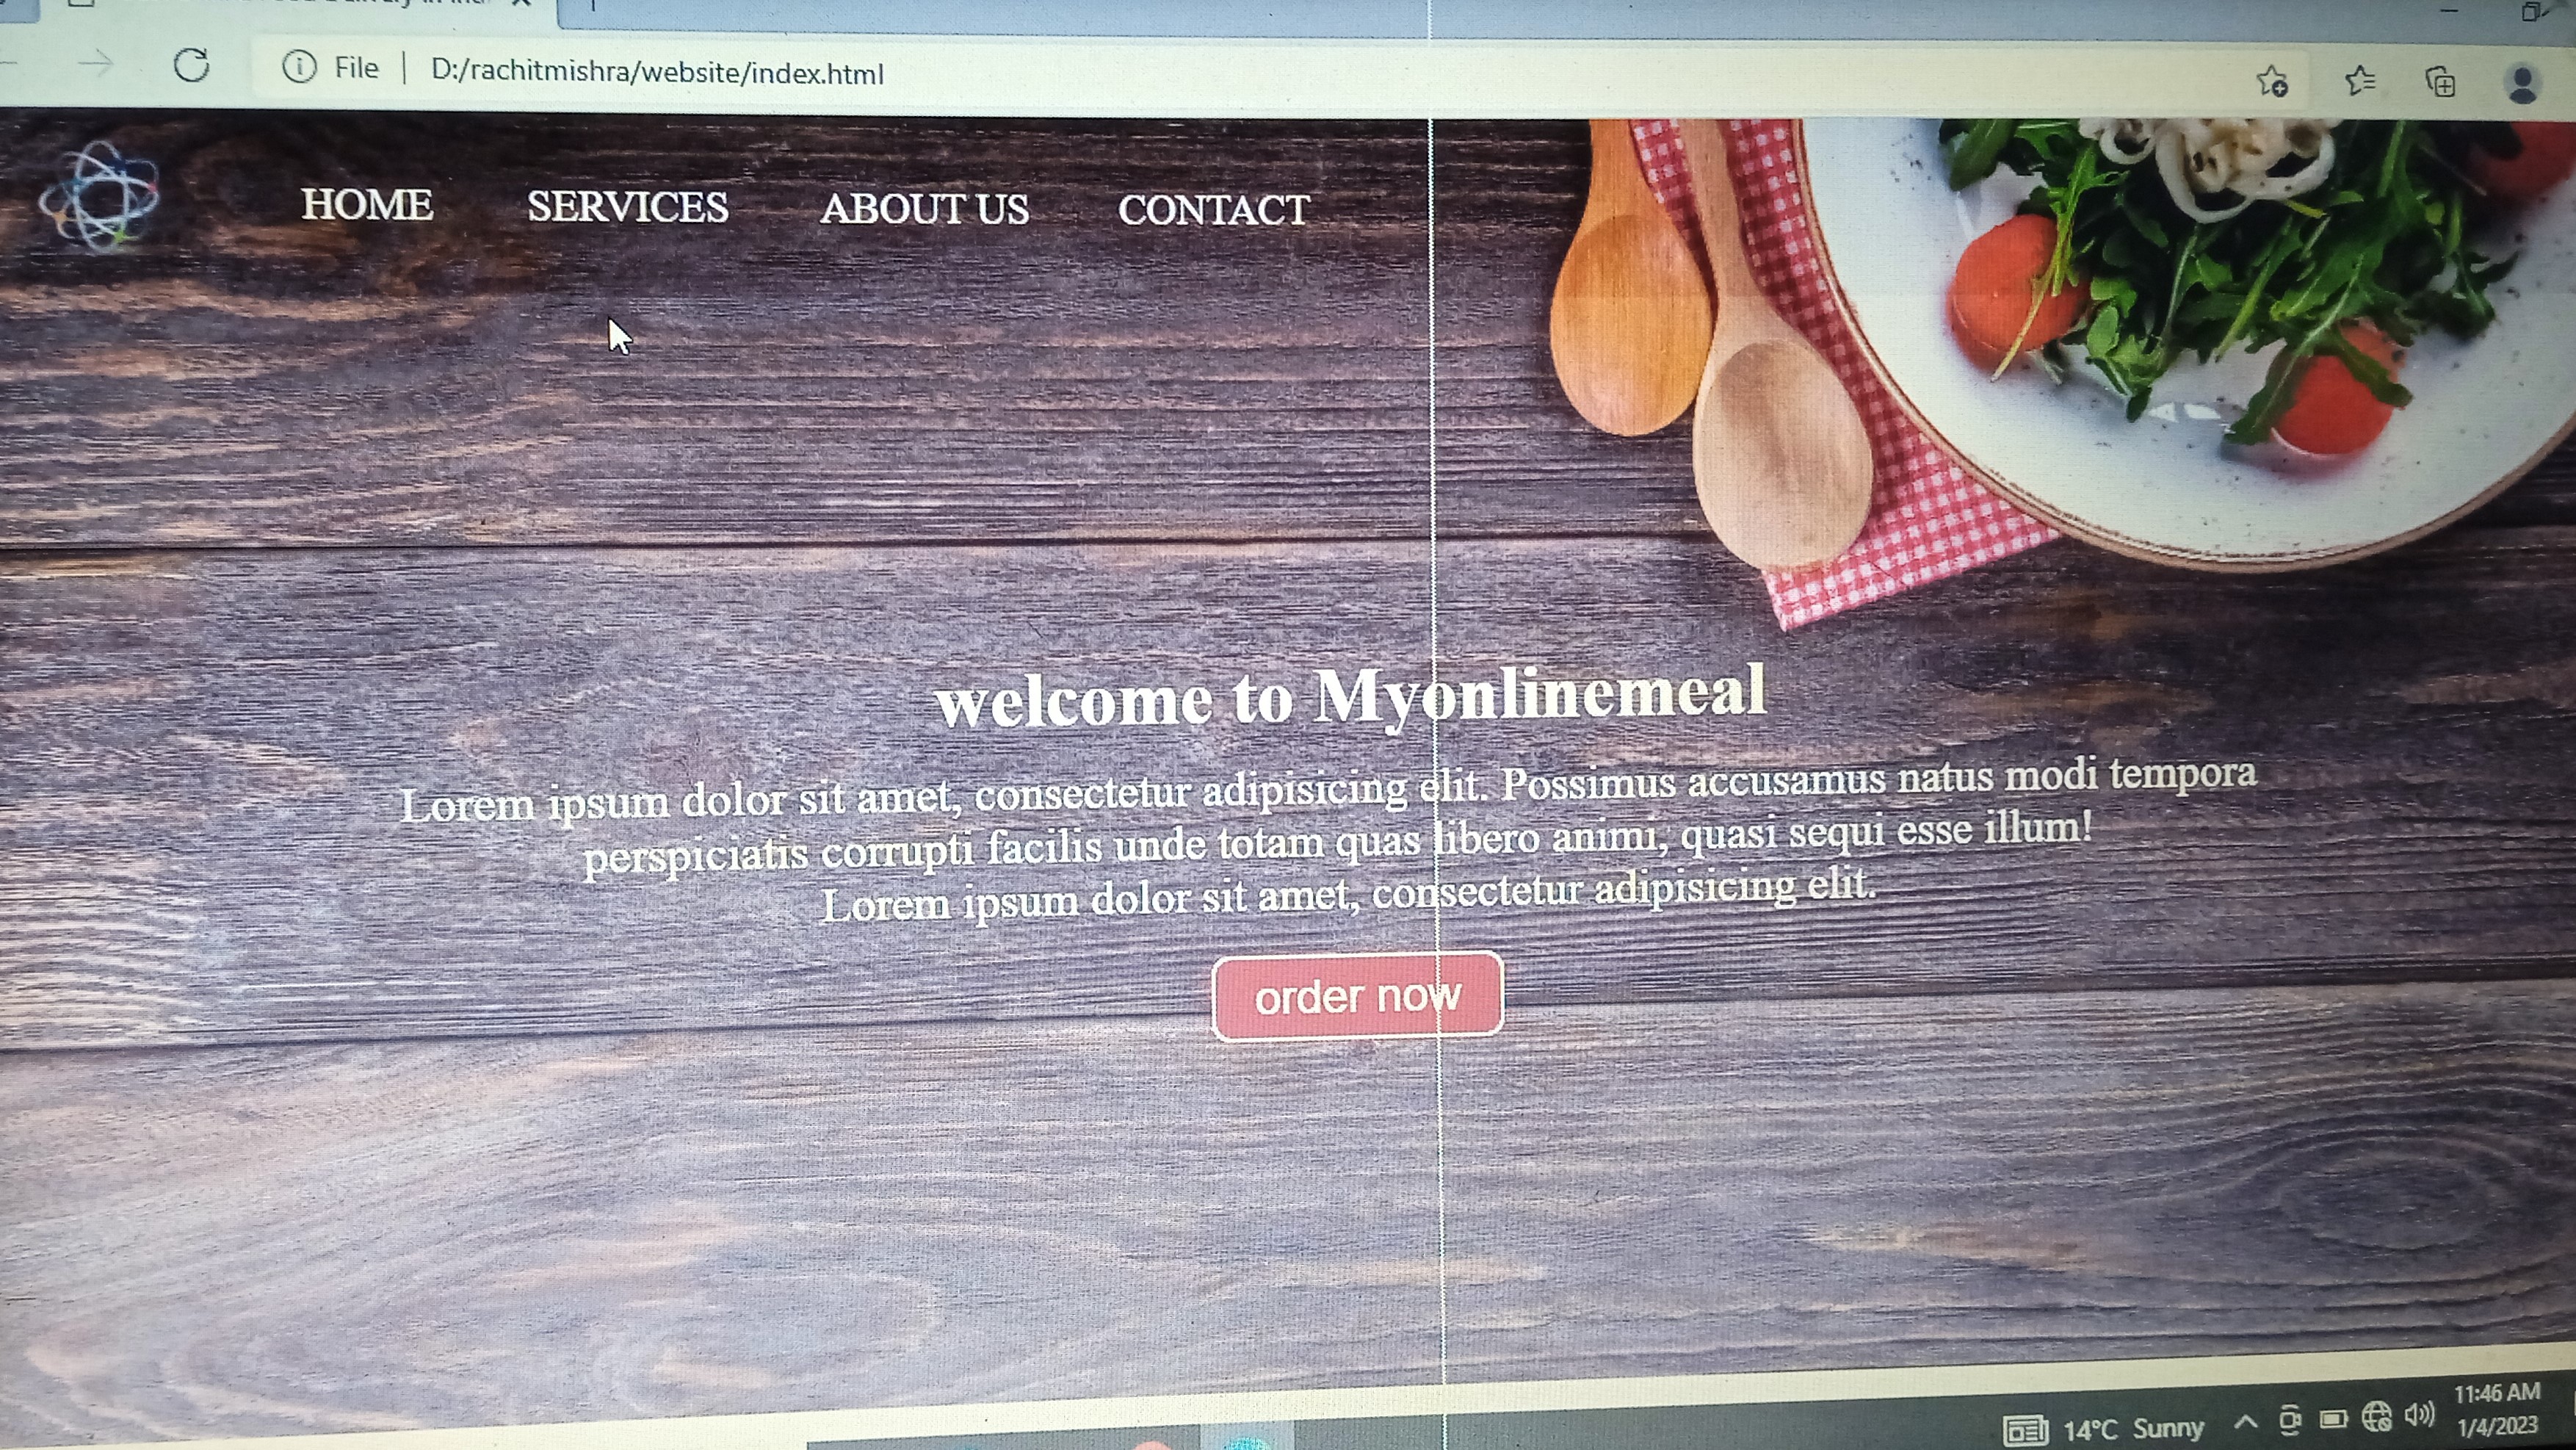 File | D:/rachitmishra/website/index.html
HOME SERVICES ABOUT US CONTACT
welcome to Myonlinemeal
Lorem ipsum dolor sit amet, consectetur adipisicing elit. Possimus accusamus natus modi tempora
perspiciatis corrupti facilis unde totam quas libero animi, quasi sequi esse illum!
Lorem ipsum dolor sit amet, consectetur adipisicing elit.
order now
14°C Sunny
11:46 AM
1/4/2023